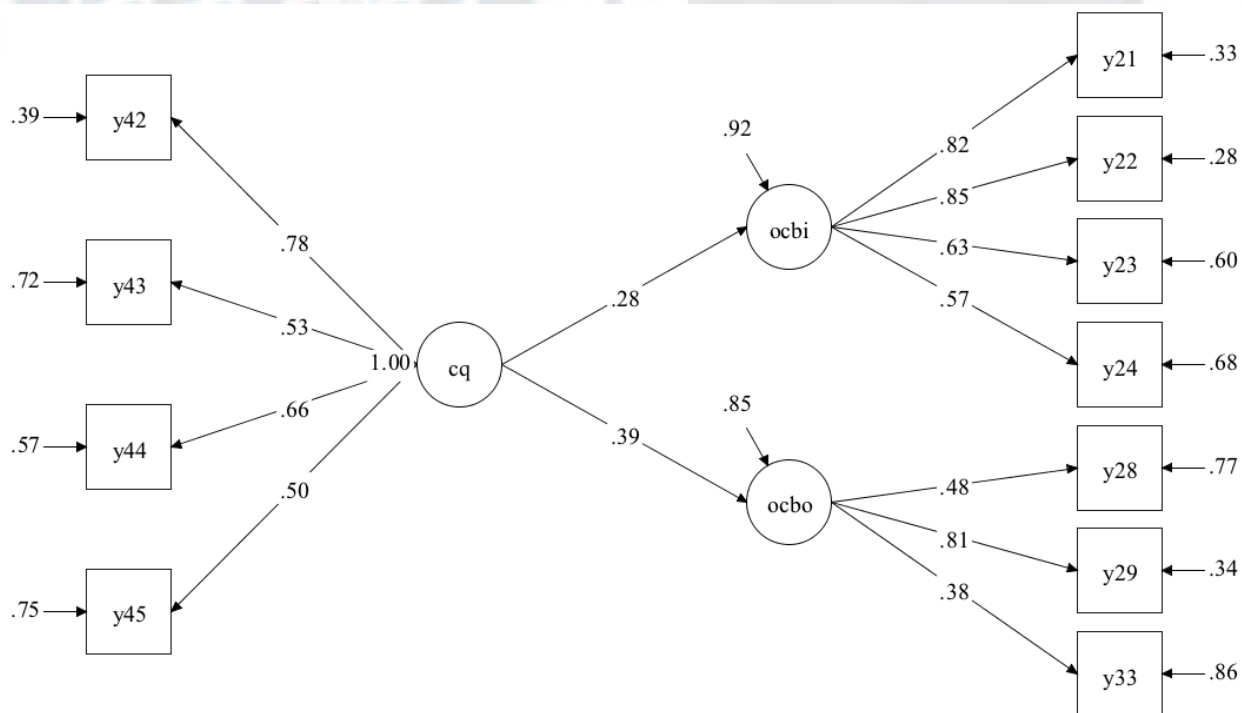 y21
.33
.39
y42
.92
.82
y22
.28
.85
.78
ocbi
.63
y23
.60
.72
y43
.28
.57
.53
1.00
cq
y24
.68
.66
.85
.57
y44
.39
y28
.77
.48
.50
ocbo
.81
y29
.34
.38
.75
y45
y33
.86